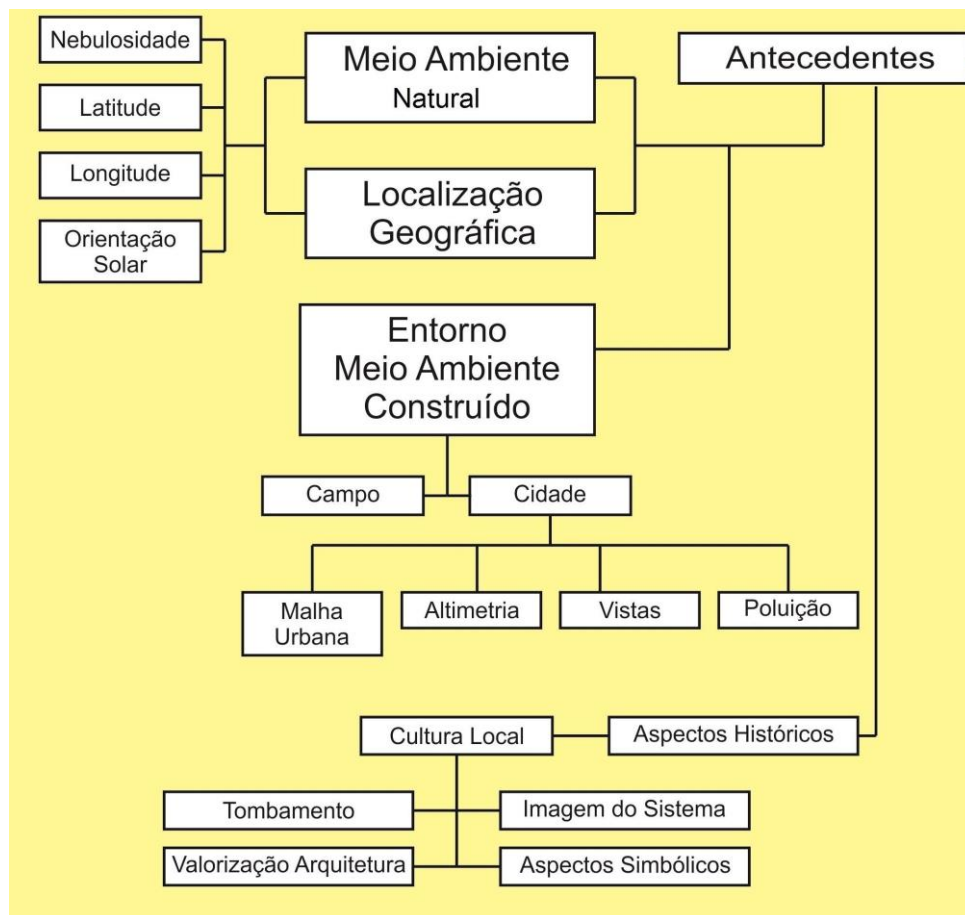 Nebulosidade
Latitude
Longitude
Orientação
Solar
Meio Ambiente
Natural
Localização
Geográfica
Antecedentes
Entorno
Meio Ambiente
Construído
Campo
Cidade
Malha
Urbana
Altimetria
Vistas
Poluição
Cultura Local
Aspectos Históricos
Tombamento
Imagem do Sistema
Valorização Arquitetura
Aspectos Simbólicos